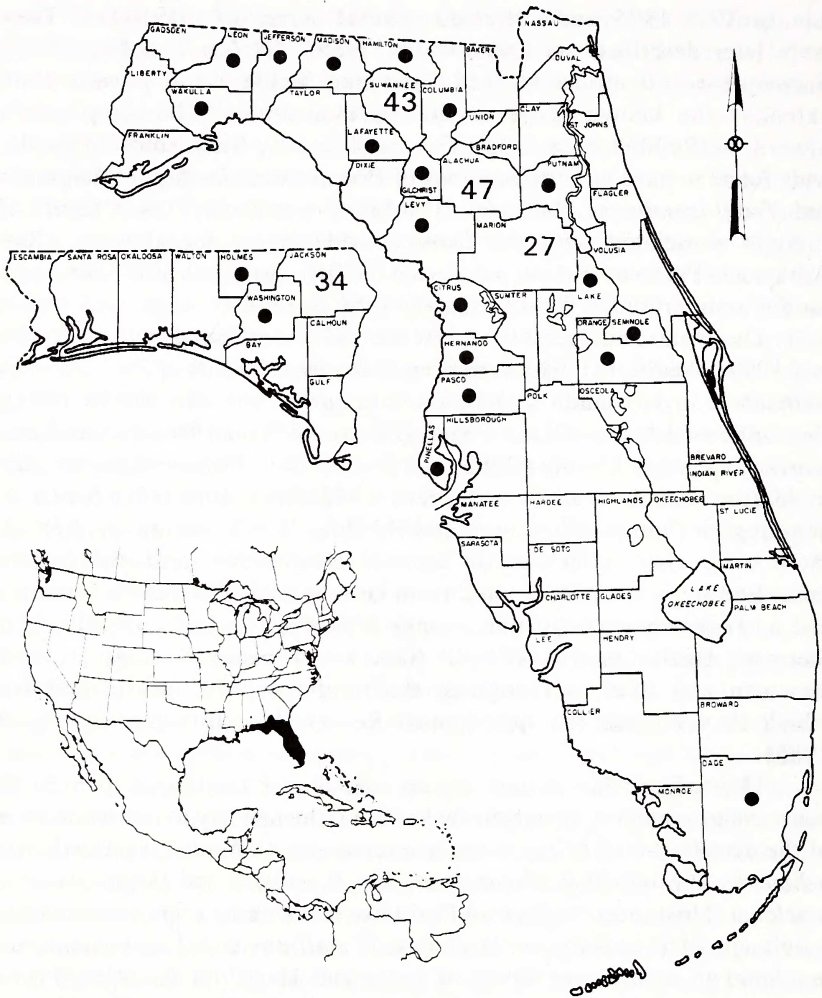 NASSAU
GADSDEN
LEON
JEFFERSON
MADISON
HAMILTON
BAKER
DUVAL
LIBERTY
WAKULLA
TAYLOR
SUWANNEE
COLUMBIA
43
UNION
CLAY
ST JOHNS
FRANKLIN
LAFAYETTE
BRADFORD
DIXIE
ALACHUA
PUTNAM
GILCHRIST
47
FLAGLER
LEVY
MARION
27
VOLUSIA
ESCAMBIA
SANTA ROSA
OKALOOSA
WALTON
HOLMES
JACKSON
34
WASHINGTON
CITRUS
SUMTER
LAKE
CALHOUN
ORANGE
SEMINOLE
BAY
HERNANDO
GULF
PASCO
POLK
OSCEOLA
HILLSBOROUGH
PINELLAS
BREVARD
INDIAN RIVER
MANATEE
HARDEE
HIGHLANDS
OKEECHOBEE
ST LUCIE
SARASOTA
DE SOTO
MARTIN
CHARLOTTE
GLADES
LAKE
OKEECHOBEE
PALM BEACH
LEE
HENDRY
COLLIER
BROWARD
DADE
MONROE